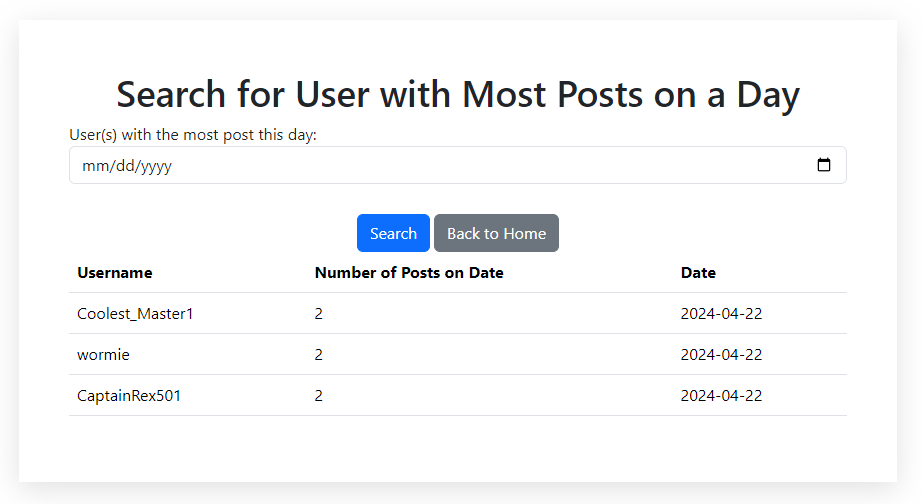 Search for User with Most Posts on a Day
User(s) with the most post this day:
mm/dd/yyyy
Search Back to Home
Username Number of Posts on Date Date
Coolest_Master1 2 2024-04-22
wormie 2 2024-04-22
CaptainRex501 2 2024-04-22